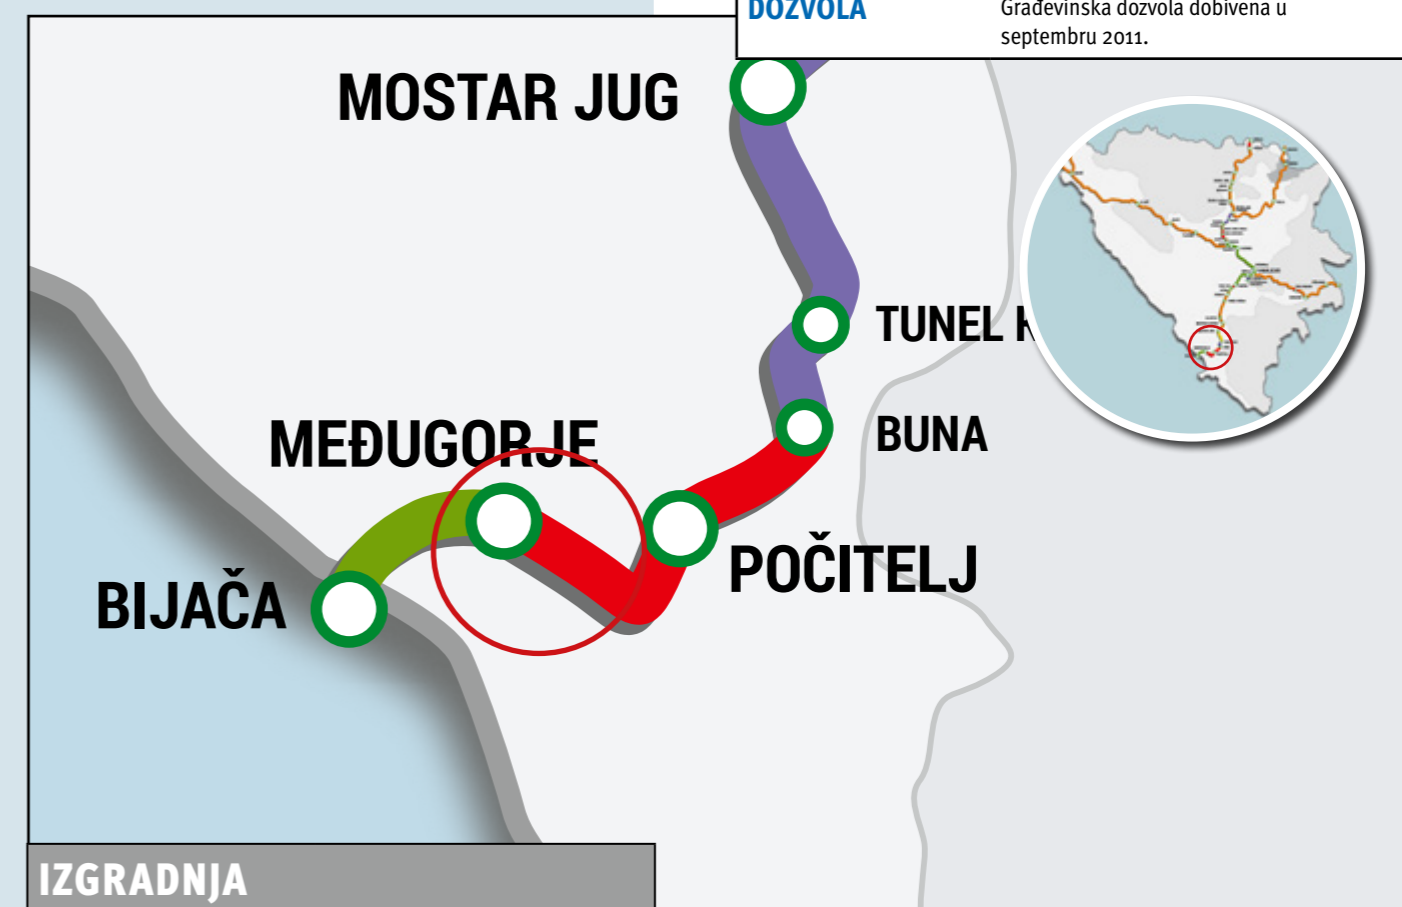 DOZVOLA
Građevinska dozvola dobivena u
septembru 2011.
MOSTAR JUG
TUNEL
BUNA
MEĐUGORJE
POČITELJ
BIJAČA
IZGRADNJA